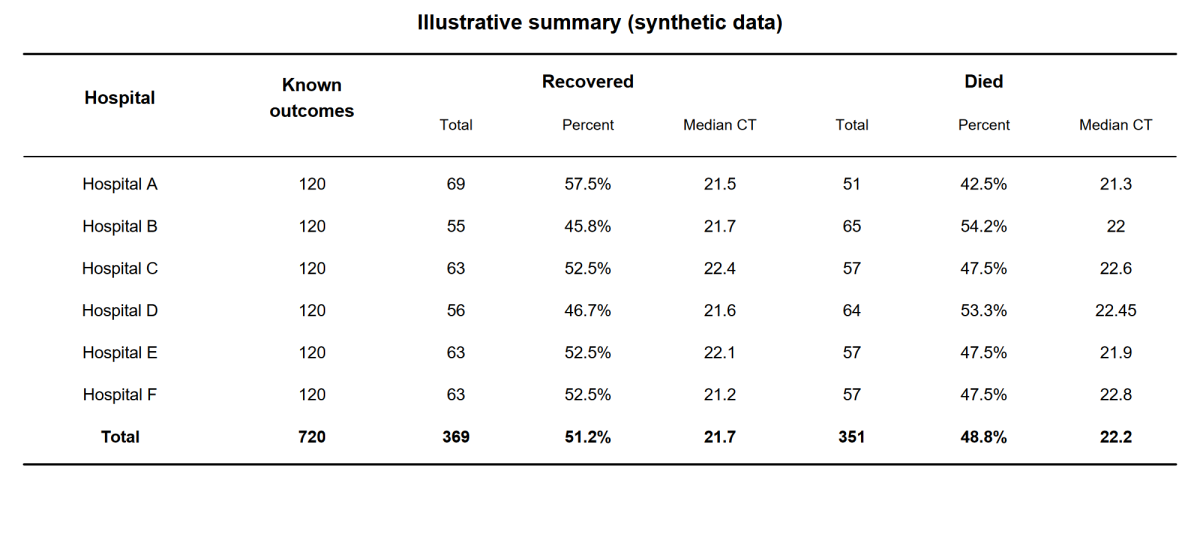 Illustrative summary (synthetic data)
Hospital Known outcomes Recovered Died
Total Percent Median CT Total Percent Median CT
Hospital A 120 69 57.5% 21.5 51 42.5% 21.3
Hospital B 120 55 45.8% 21.7 65 54.2% 22
Hospital C 120 63 52.5% 22.4 57 47.5% 22.6
Hospital D 120 56 46.7% 21.6 64 53.3% 22.45
Hospital E 120 63 52.5% 22.1 57 47.5% 21.9
Hospital F 120 63 52.5% 21.2 57 47.5% 22.8
Total 720 369 51.2% 21.7 351 48.8% 22.2